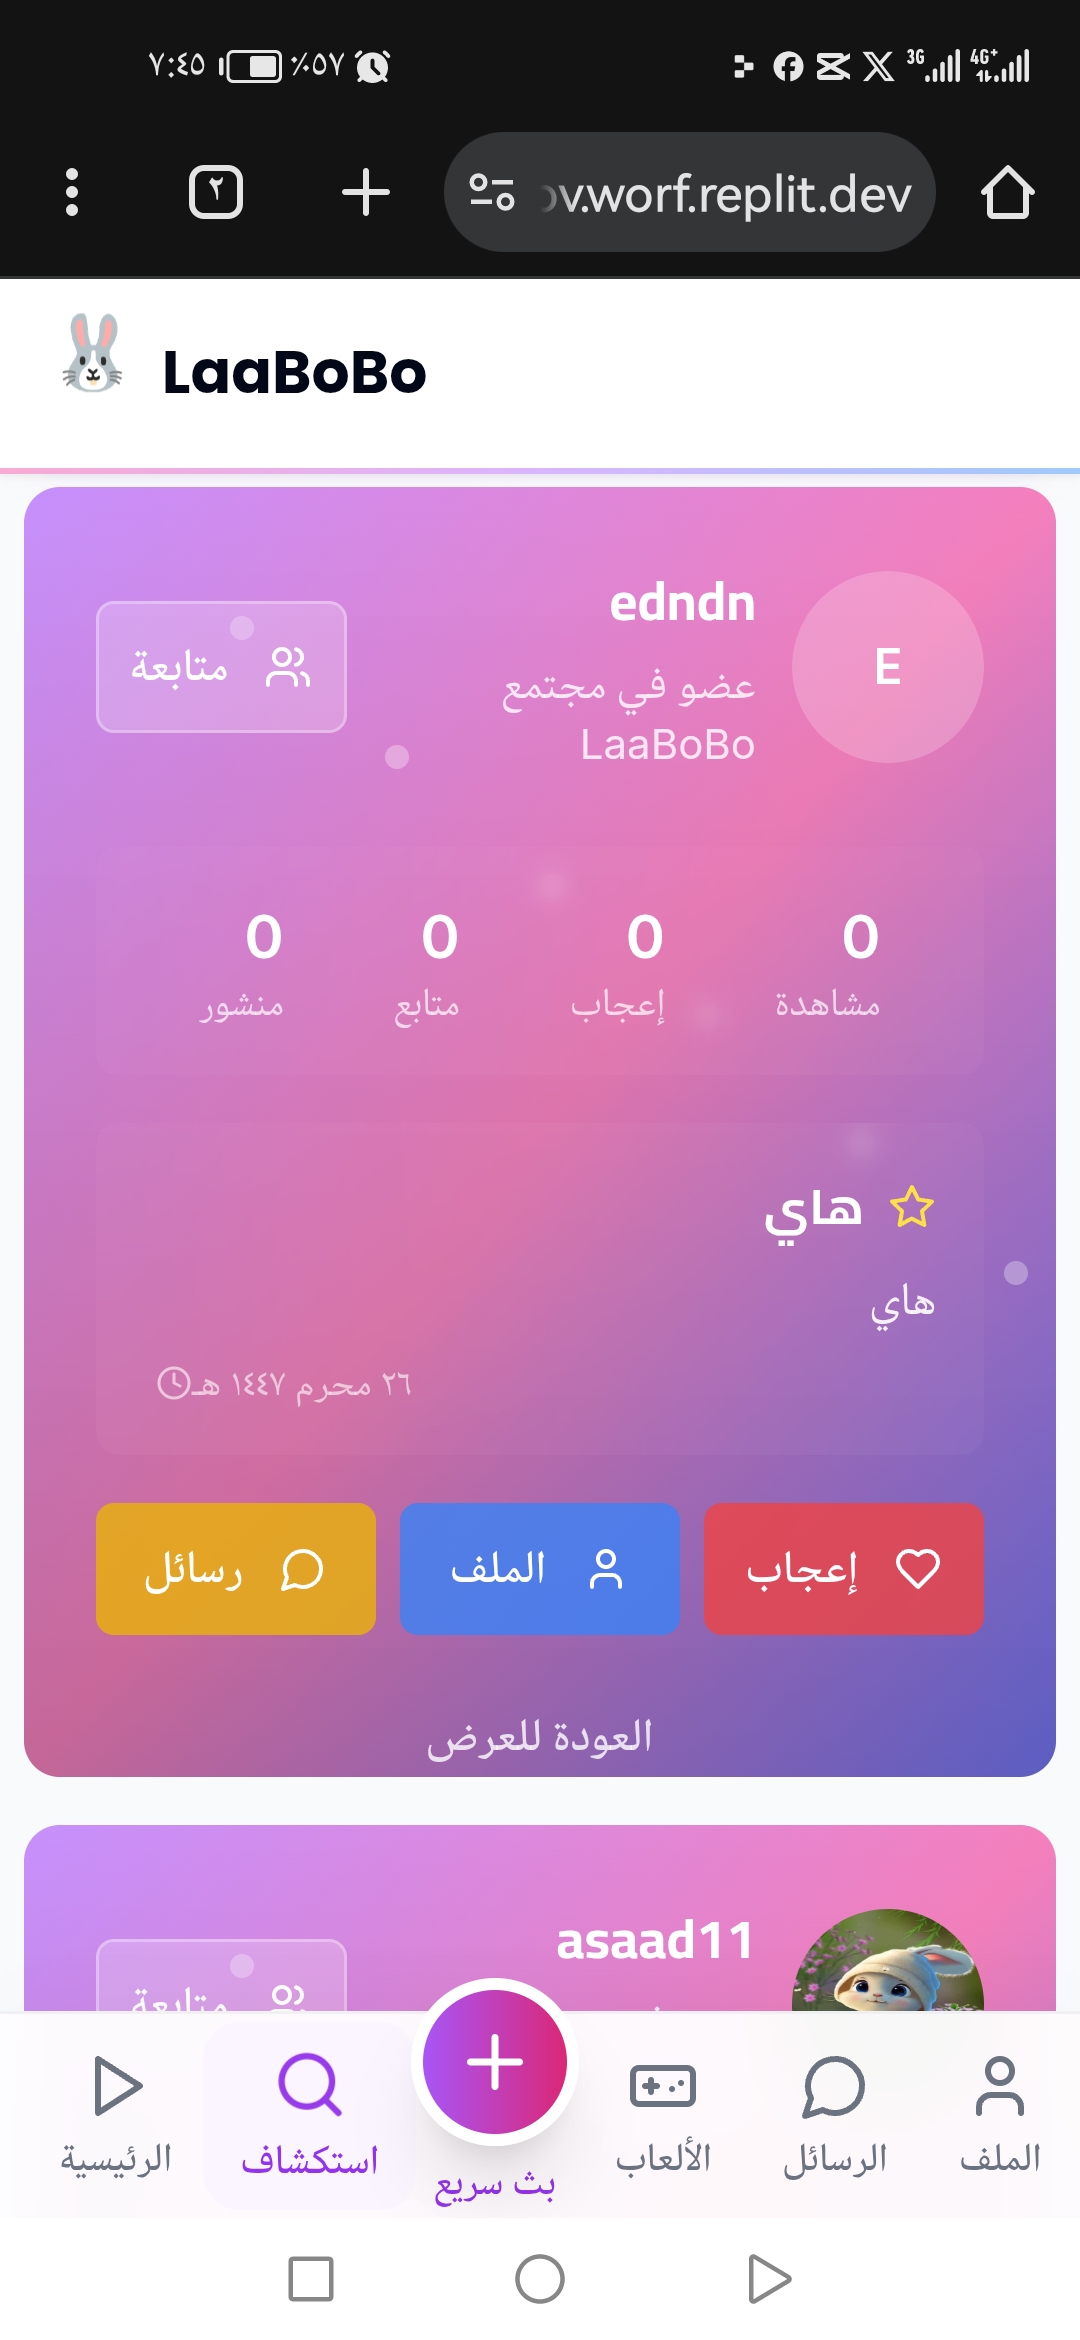 ٧:٤٥ ٪٥٧ 3G 4G+
٢ v.worf.replit.dev
LaaBoBo
E
edndn
عضو في مجتمع
LaaBoBo
متابعة
0 0 0 0
مشاهدة إعجاب متابع منشور
هاي
هاي
٢٦ محرم ١٤٤٧ هـ
إعجاب الملف رسائل
العودة للعرض
asaad11
متابعة
الملف الرسائل الألعاب بث سريع استكشاف الرئيسية